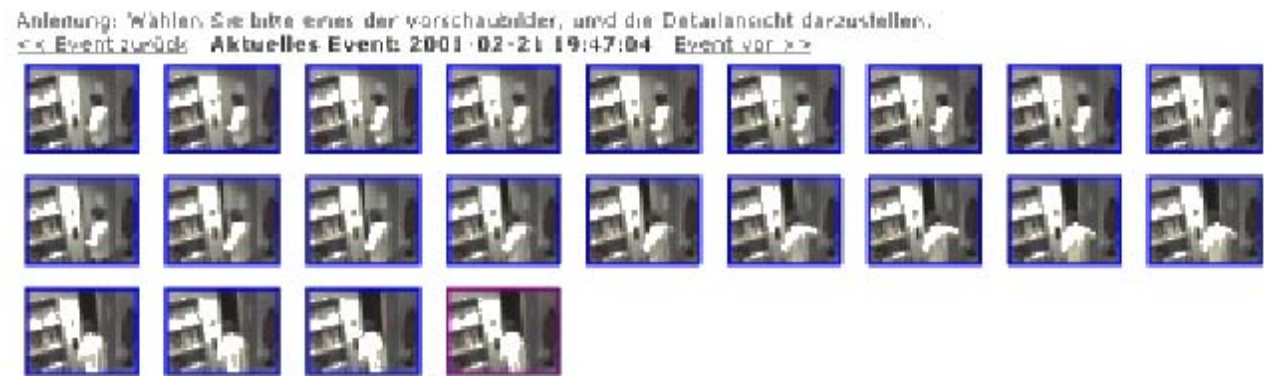 Anleitung: Wählen Sie bitte eines der vorschaubilder, umd die Detailansicht darzustellen.
<< Event zurück Aktuelles Event: 2001-02-21 19:47:04 Event vor >>